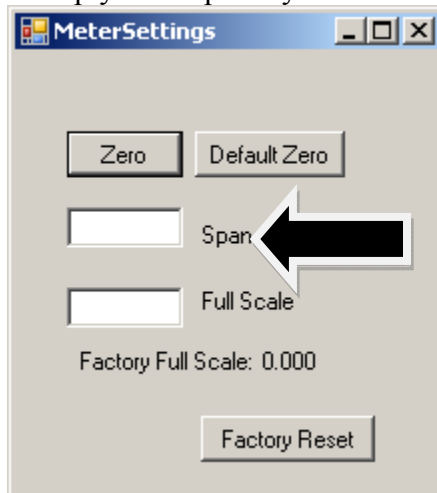 MeterSettings
Zero Default Zero
Span
Full Scale
Factory Full Scale: 0.000
Factory Reset